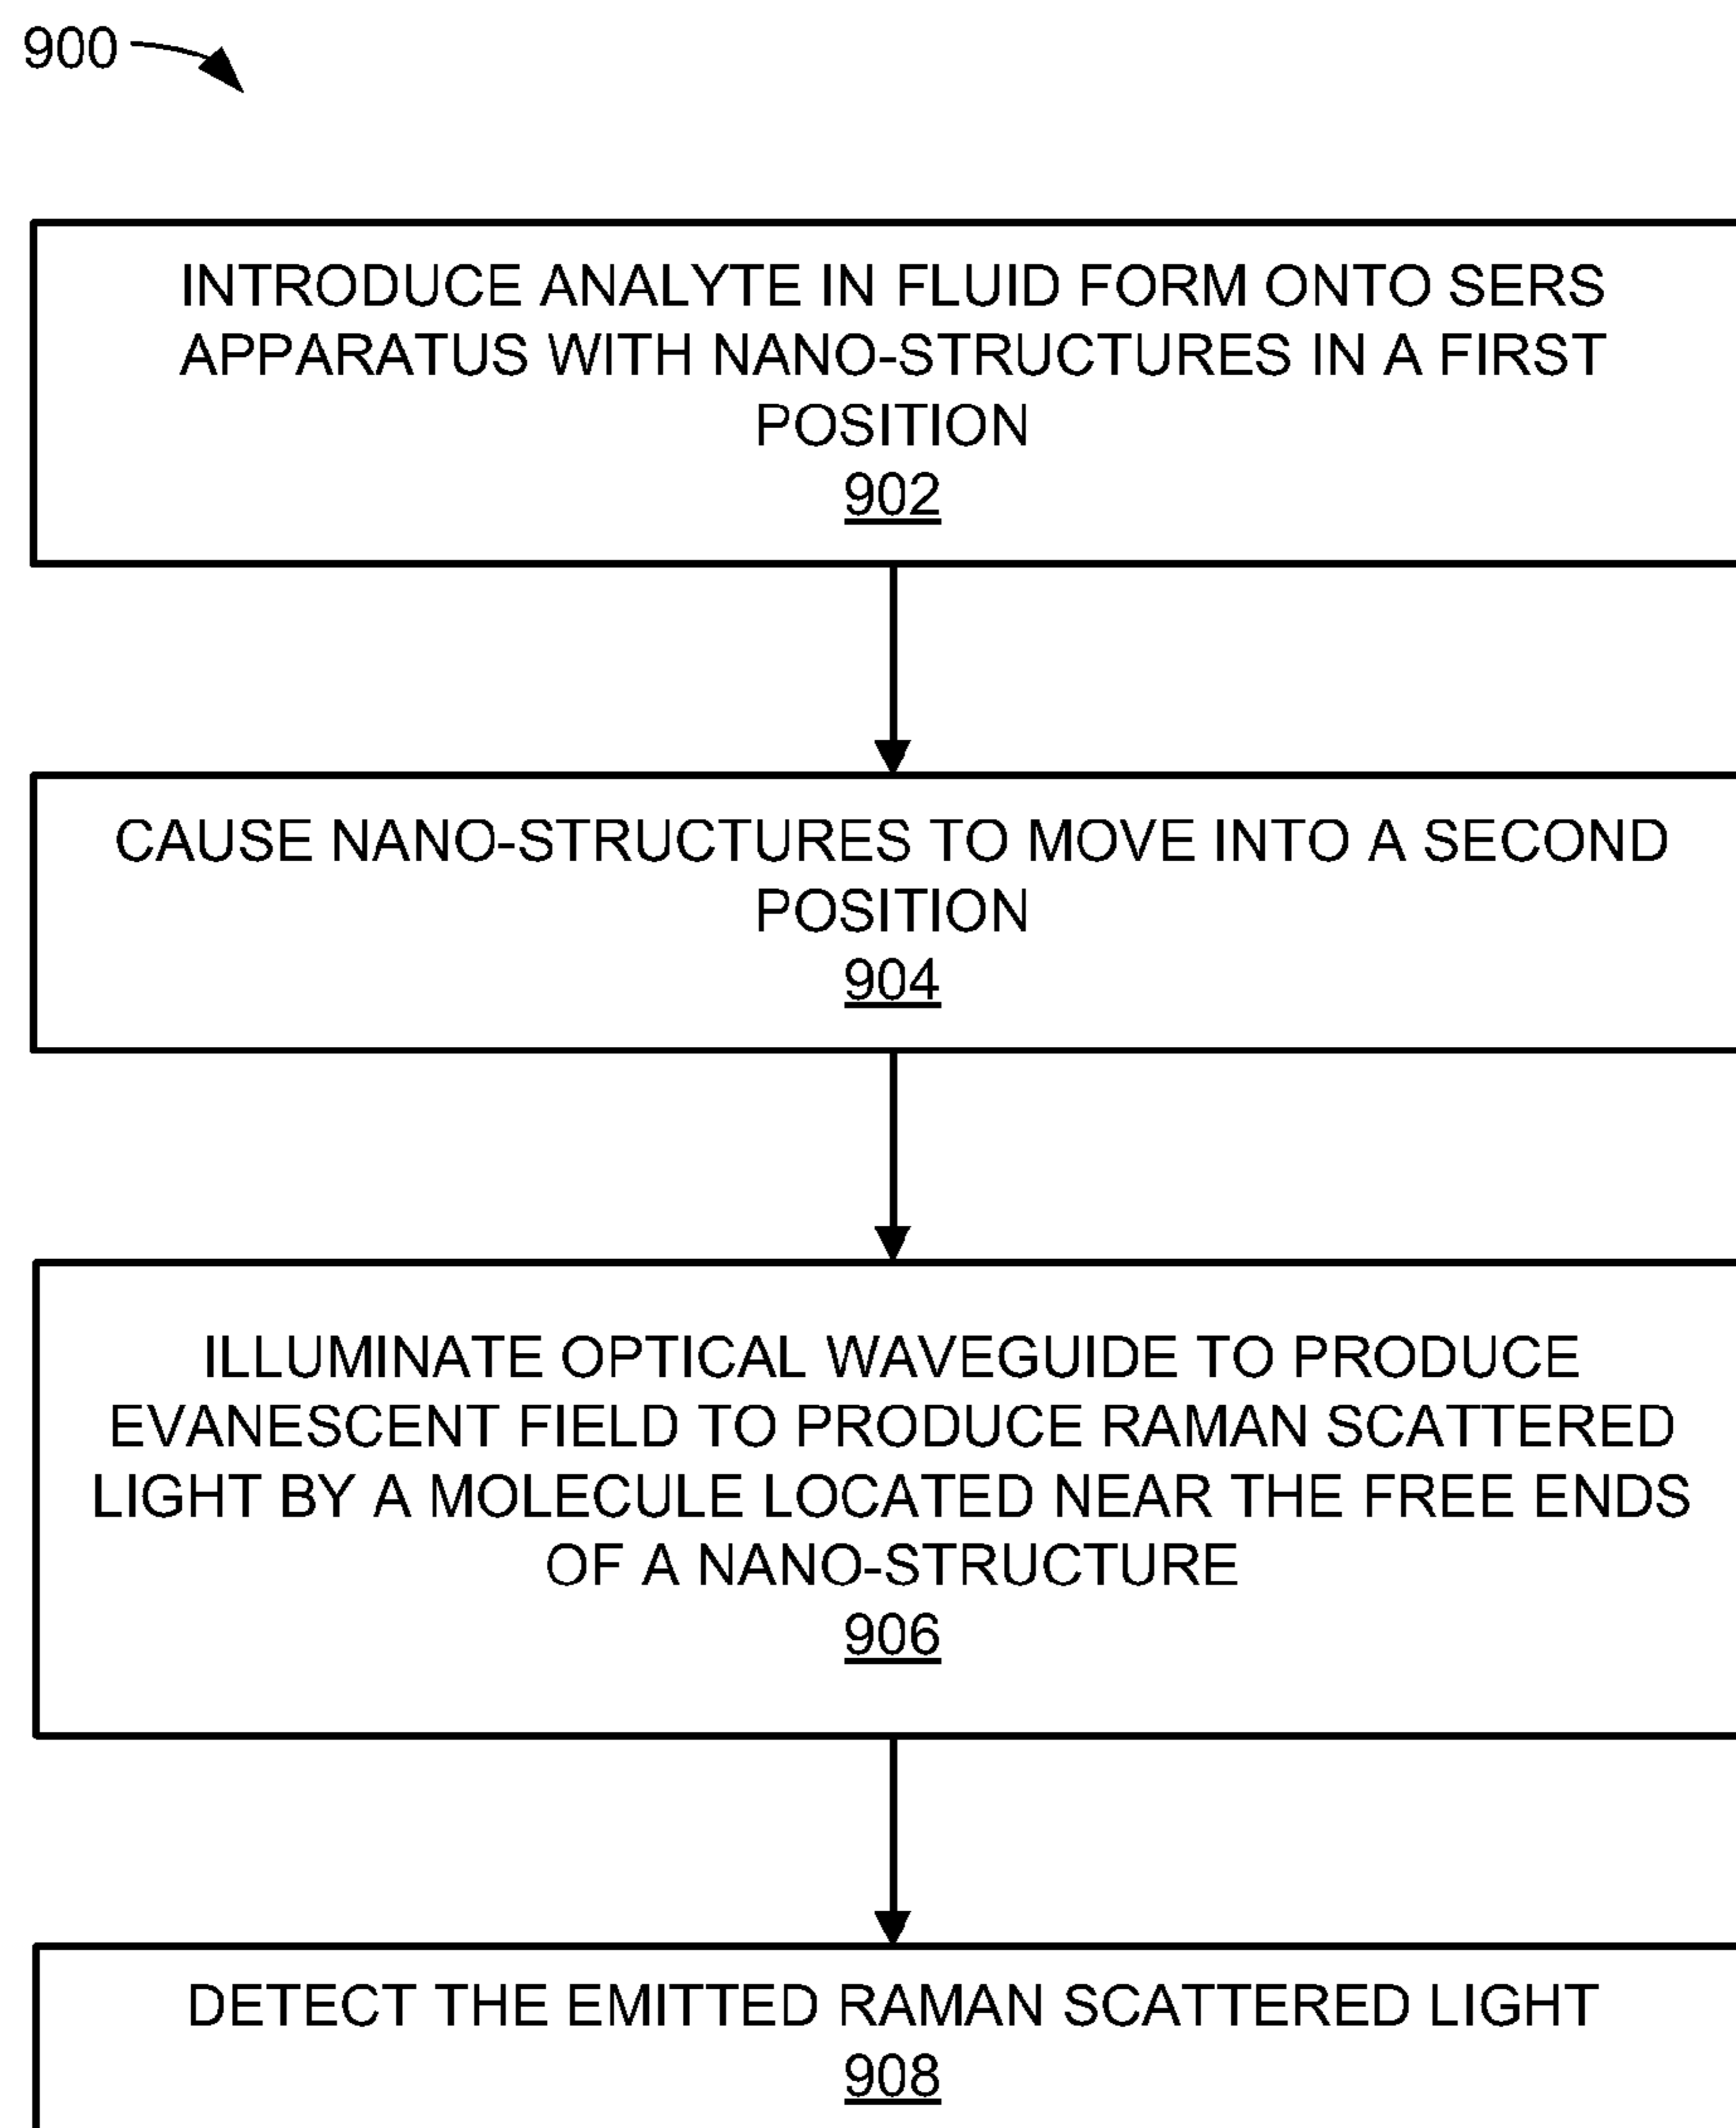 900
INTRODUCE ANALYTE IN FLUID FORM ONTO SERS
APPARATUS WITH NANO-STRUCTURES IN A FIRST
POSITION
902
CAUSE NANO-STRUCTURES TO MOVE INTO A SECOND
POSITION
904
ILLUMINATE OPTICAL WAVEGUIDE TO PRODUCE
EVANESCENT FIELD TO PRODUCE RAMAN SCATTERED
LIGHT BY A MOLECULE LOCATED NEAR THE FREE ENDS
OF A NANO-STRUCTURE
906
DETECT THE EMITTED RAMAN SCATTERED LIGHT
908